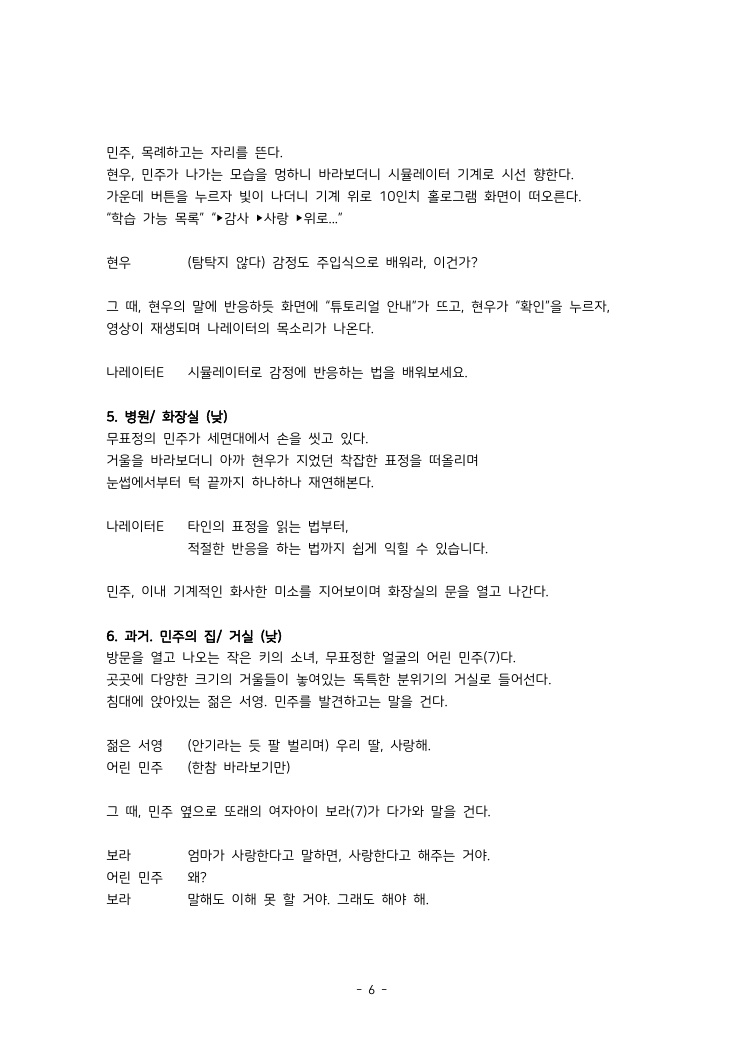 민주, 목례하고는 자리를 뜬다.
현우, 민주가 나가는 모습을 멍하니 바라보더니 시뮬레이터 기계로 시선 향한다.
가운데 버튼을 누르자 빛이 나더니 기계 위로 10인치 홀로그램 화면이 떠오른다.
“학습 가능 목록” “▶감사 ▶사랑 ▶위로...”
현우 (탐탁지 않다) 감정도 주입식으로 배워라, 이건가?
그 때, 현우의 말에 반응하듯 화면에 “튜토리얼 안내”가 뜨고, 현우가 “확인”을 누르자,
영상이 재생되며 나레이터의 목소리가 나온다.
나레이터E 시뮬레이터로 감정에 반응하는 법을 배워보세요.
5. 병원/ 화장실 (낮)
무표정의 민주가 세면대에서 손을 씻고 있다.
거울을 바라보더니 아까 현우가 지었던 착잡한 표정을 떠올리며
눈썹에서부터 턱 끝까지 하나하나 재연해본다.
나레이터E 타인의 표정을 읽는 법부터,
적절한 반응을 하는 법까지 쉽게 익힐 수 있습니다.
민주, 이내 기계적인 화사한 미소를 지어보이며 화장실의 문을 열고 나간다.
6. 과거. 민주의 집/ 거실 (낮)
방문을 열고 나오는 작은 키의 소녀, 무표정한 얼굴의 어린 민주(7)다.
곳곳에 다양한 크기의 거울들이 놓여있는 독특한 분위기의 거실로 들어선다.
침대에 앉아있는 젊은 서영. 민주를 발견하고는 말을 건다.
젊은 서영 (안기라는 듯 팔 벌리며) 우리 딸, 사랑해.
어린 민주 (한참 바라보기만)
그 때, 민주 옆으로 또래의 여자아이 보라(7)가 다가와 말을 건다.
보라 엄마가 사랑한다고 말하면, 사랑한다고 해주는 거야.
어린 민주 왜?
보라 말해도 이해 못 할 거야. 그래도 해야 해.
- 6 -